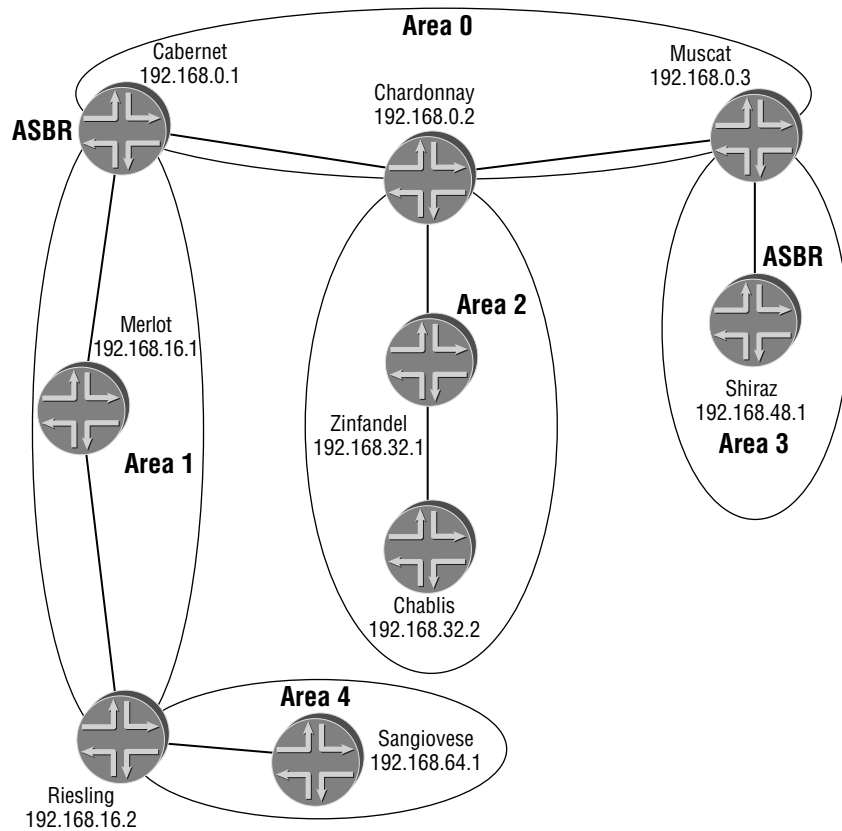 Area 0
Cabernet
192.168.0.1
Muscat
192.168.0.3
Chardonnay
192.168.0.2
ASBR
ASBR
Area 2
Merlot
192.168.16.1
Zinfandel
192.168.32.1
Shiraz
192.168.48.1
Area 3
Area 1
Chablis
192.168.32.2
Area 4
Sangiovese
192.168.64.1
Riesling
192.168.16.2